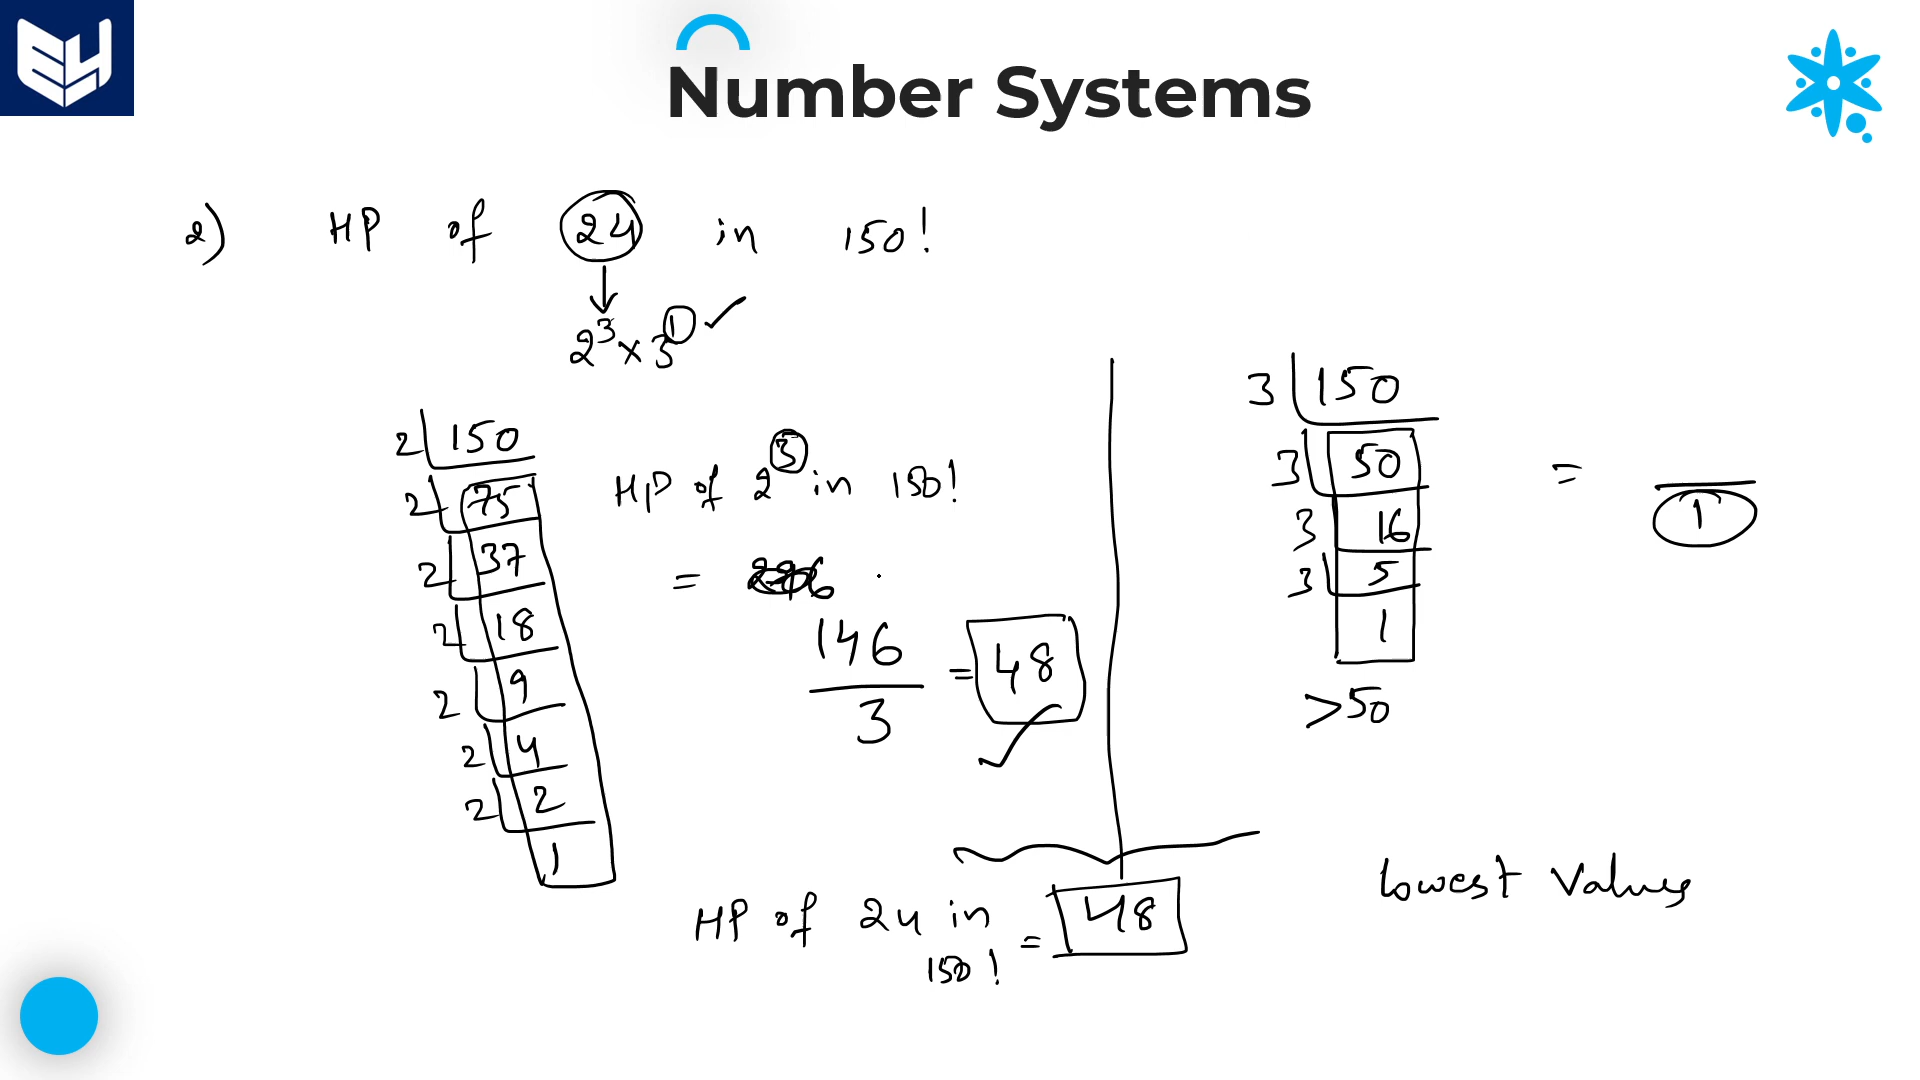 Number Systems
2) HP of 24 in 150!
2³ x 3¹ ✓
2 150
2 75
2 37
2 18
2 9
2 4
2 2
1
HP of 2³ in 150!
=
146 / 3 = 48 ✓
3 150
3 50
3 16
3 5
1
> 50
= / 1
HP of 24 in 150! = 48
lowest values